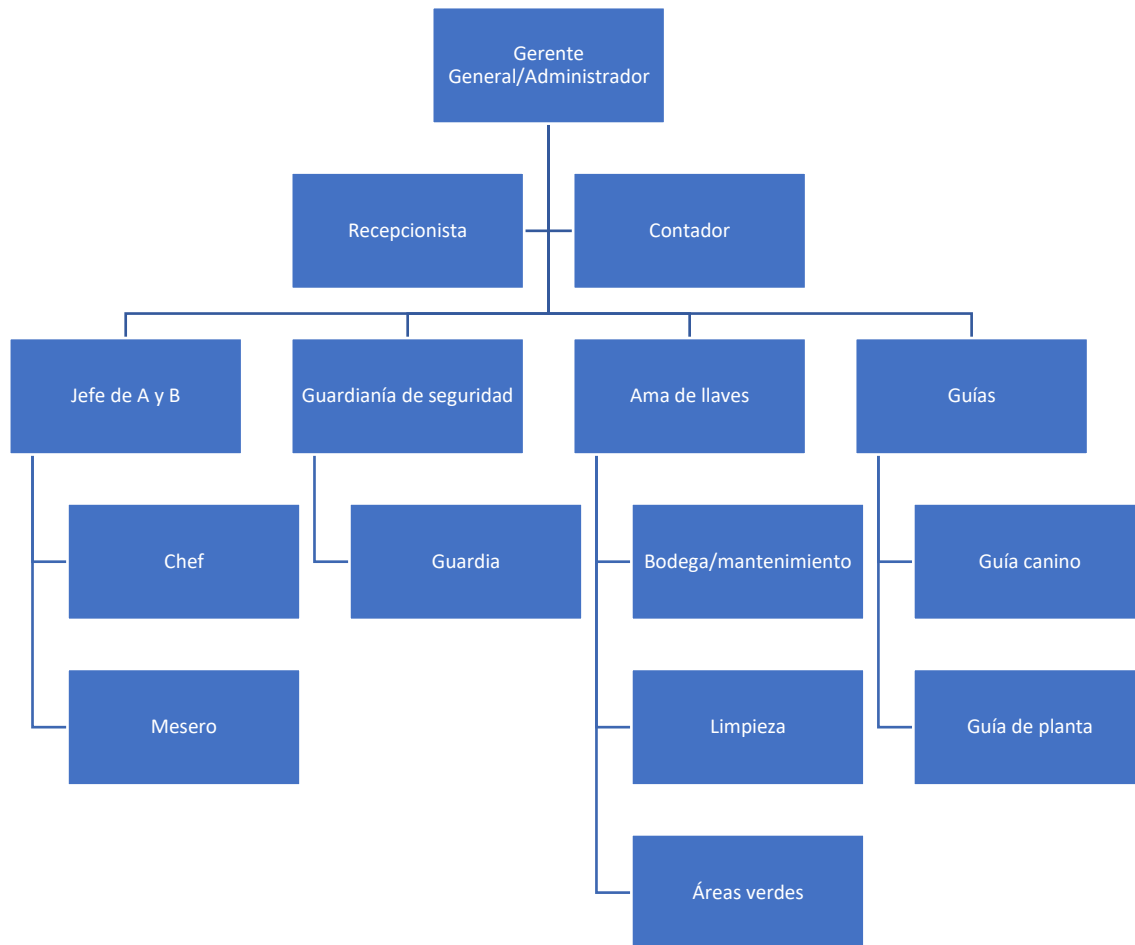 Gerente
General/Administrador
Recepcionista
Contador
Jefe de A y B
Guardianía de seguridad
Ama de llaves
Guías
Chef
Guardia
Bodega/mantenimiento
Guía canino
Mesero
Limpieza
Guía de planta
Áreas verdes